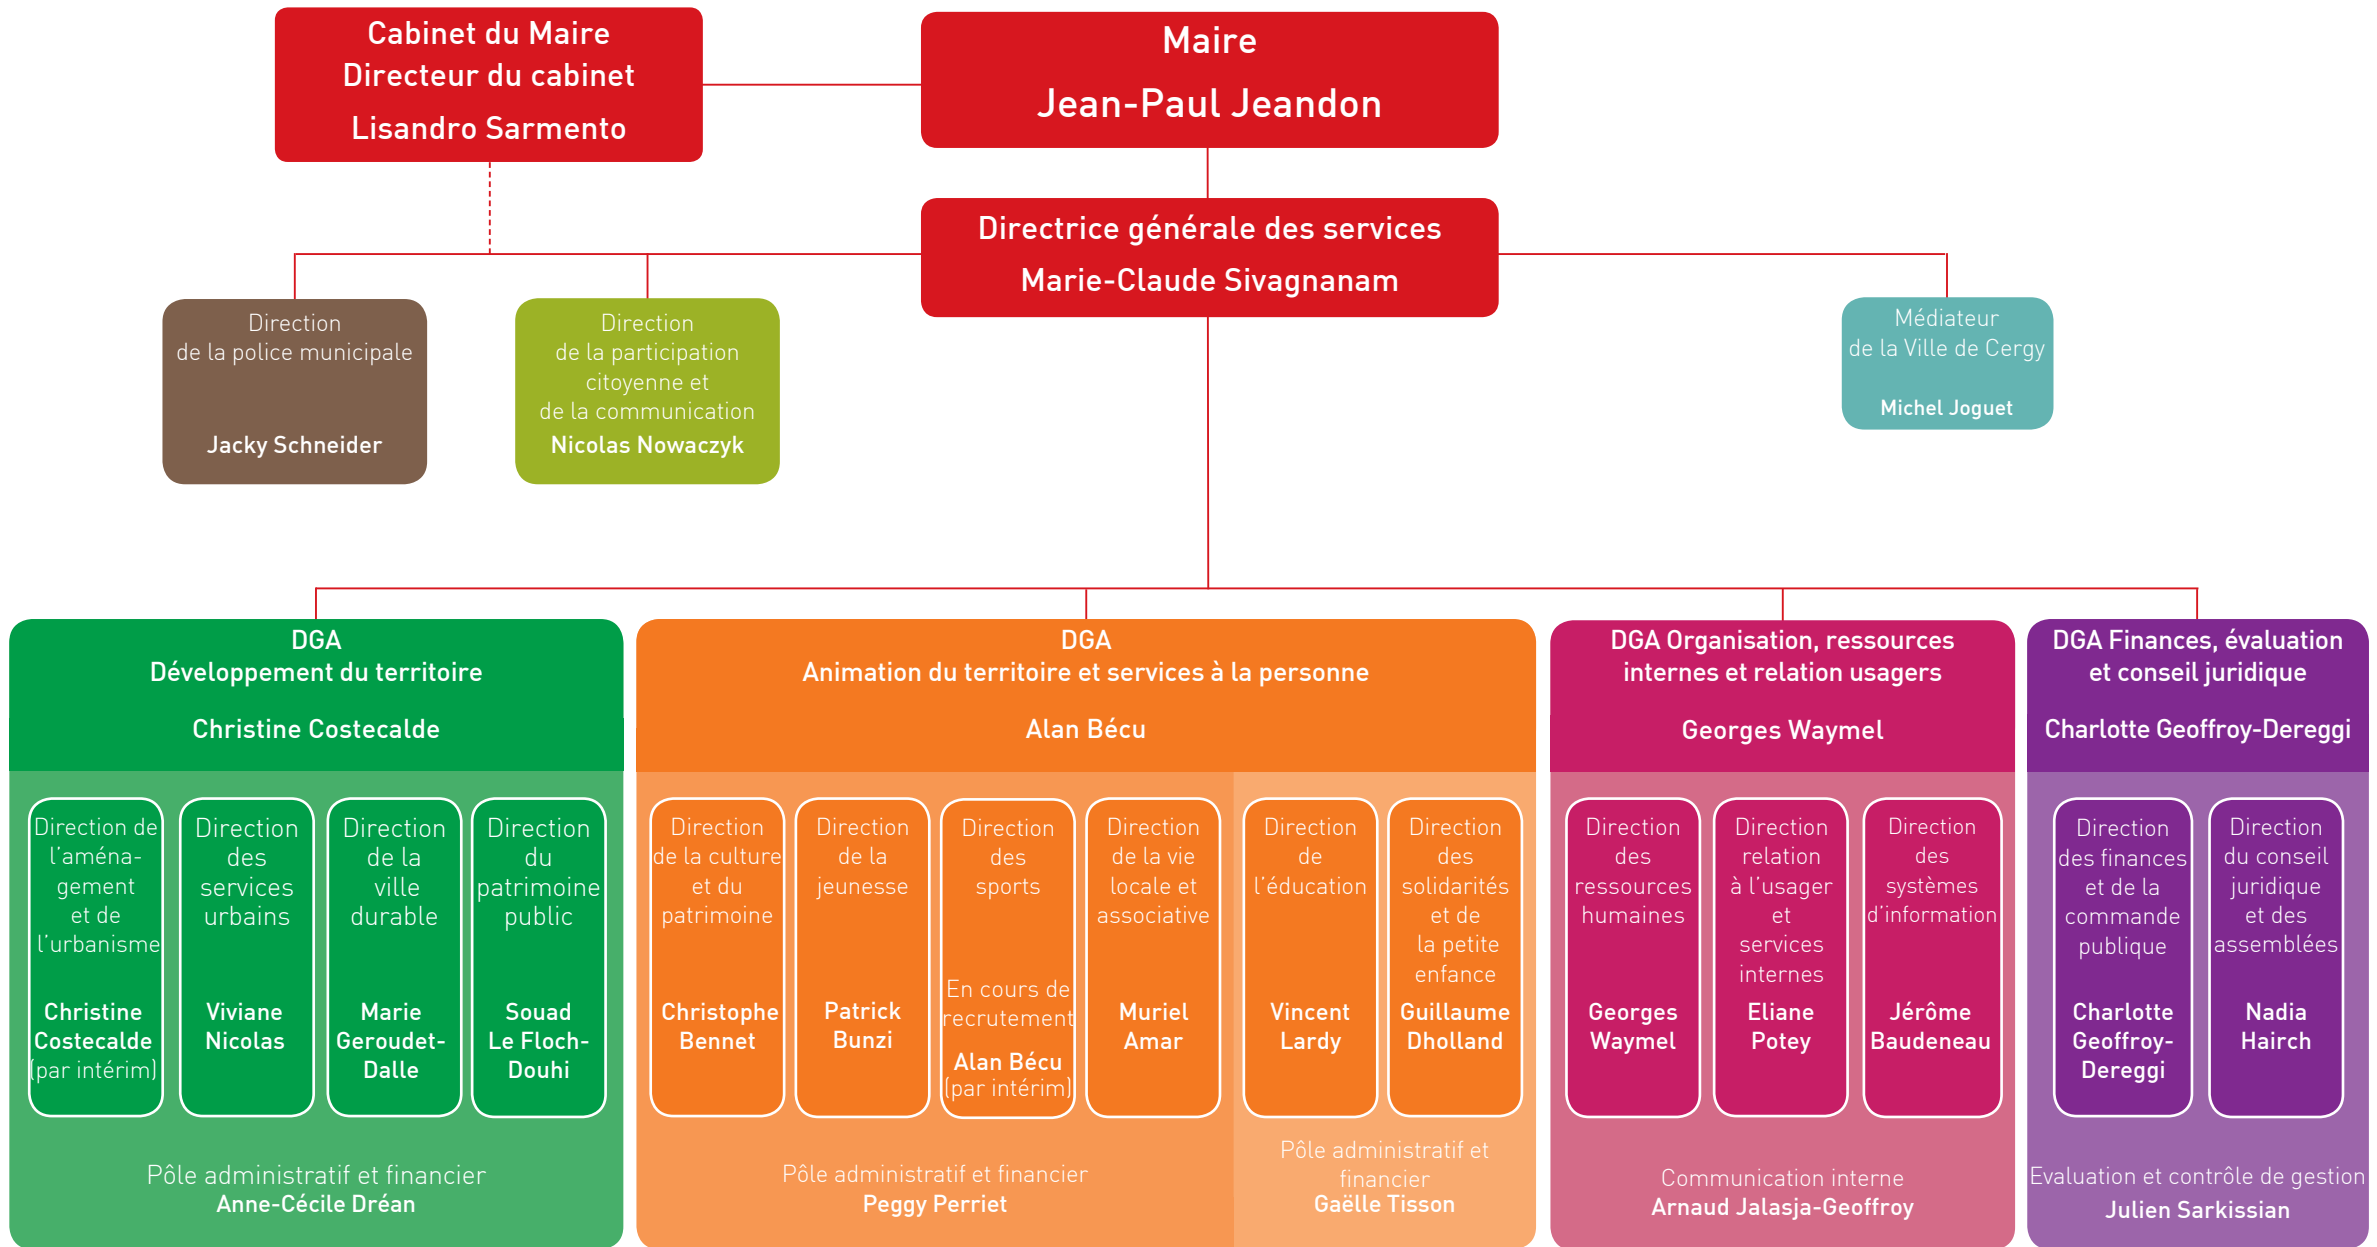 Cabinet du Maire
Directeur du cabinet
Lisandro Sarmento
Maire
Jean-Paul Jeandon
Directrice générale des services
Marie-Claude Sivagnanam
Direction
de la police municipale
Jacky Schneider
Direction
de la participation
citoyenne et
de la communication
Nicolas Nowaczyk
Médiateur
de la Ville de Cergy
Michel Joguet
DGA
Développement du territoire
Christine Costecalde
Direction de
l'aména-
gement
et de
l'urbanisme
Christine
Costecalde
(par intérim)
Direction
des
services
urbains
Viviane
Nicolas
Direction
de la
ville
durable
Marie
Geroudet-
Dalle
Direction
du
patrimoine
public
Souad
Le Floch-
Douhi
Pôle administratif et financier
Anne-Cécile Dréan
DGA
Animation du territoire et services à la personne
Alan Bécu
Direction
de la culture
et du
patrimoine
Christophe
Bennet
Direction
de la
jeunesse
Patrick
Bunzi
Direction
des
sports
En cours de
recrutement
Alan Bécu
(par intérim)
Direction
de la vie
locale et
associative
Muriel
Amar
Pôle administratif et financier
Peggy Perriet
Direction
de
l'éducation
Vincent
Lardy
Direction
des
solidarités
et de
la petite
enfance
Guillaume
Dholland
Pôle administratif et
financier
Gaëlle Tisson
DGA Organisation, ressources
internes et relation usagers
Georges Waymel
Direction
des
ressources
humaines
Georges
Waymel
Direction
relation
à l'usager
et
services
internes
Eliane
Potey
Direction
des
systèmes
d'information
Jérôme
Baudeneau
Communication interne
Arnaud Jalasja-Geoffroy
DGA Finances, évaluation
et conseil juridique
Charlotte Geoffroy-Dereggi
Direction
des finances
et de la
commande
publique
Charlotte
Geoffroy-
Dereggi
Direction
du conseil
juridique
et des
assemblées
Nadia
Hairch
Evaluation et contrôle de gestion
Julien Sarkissian